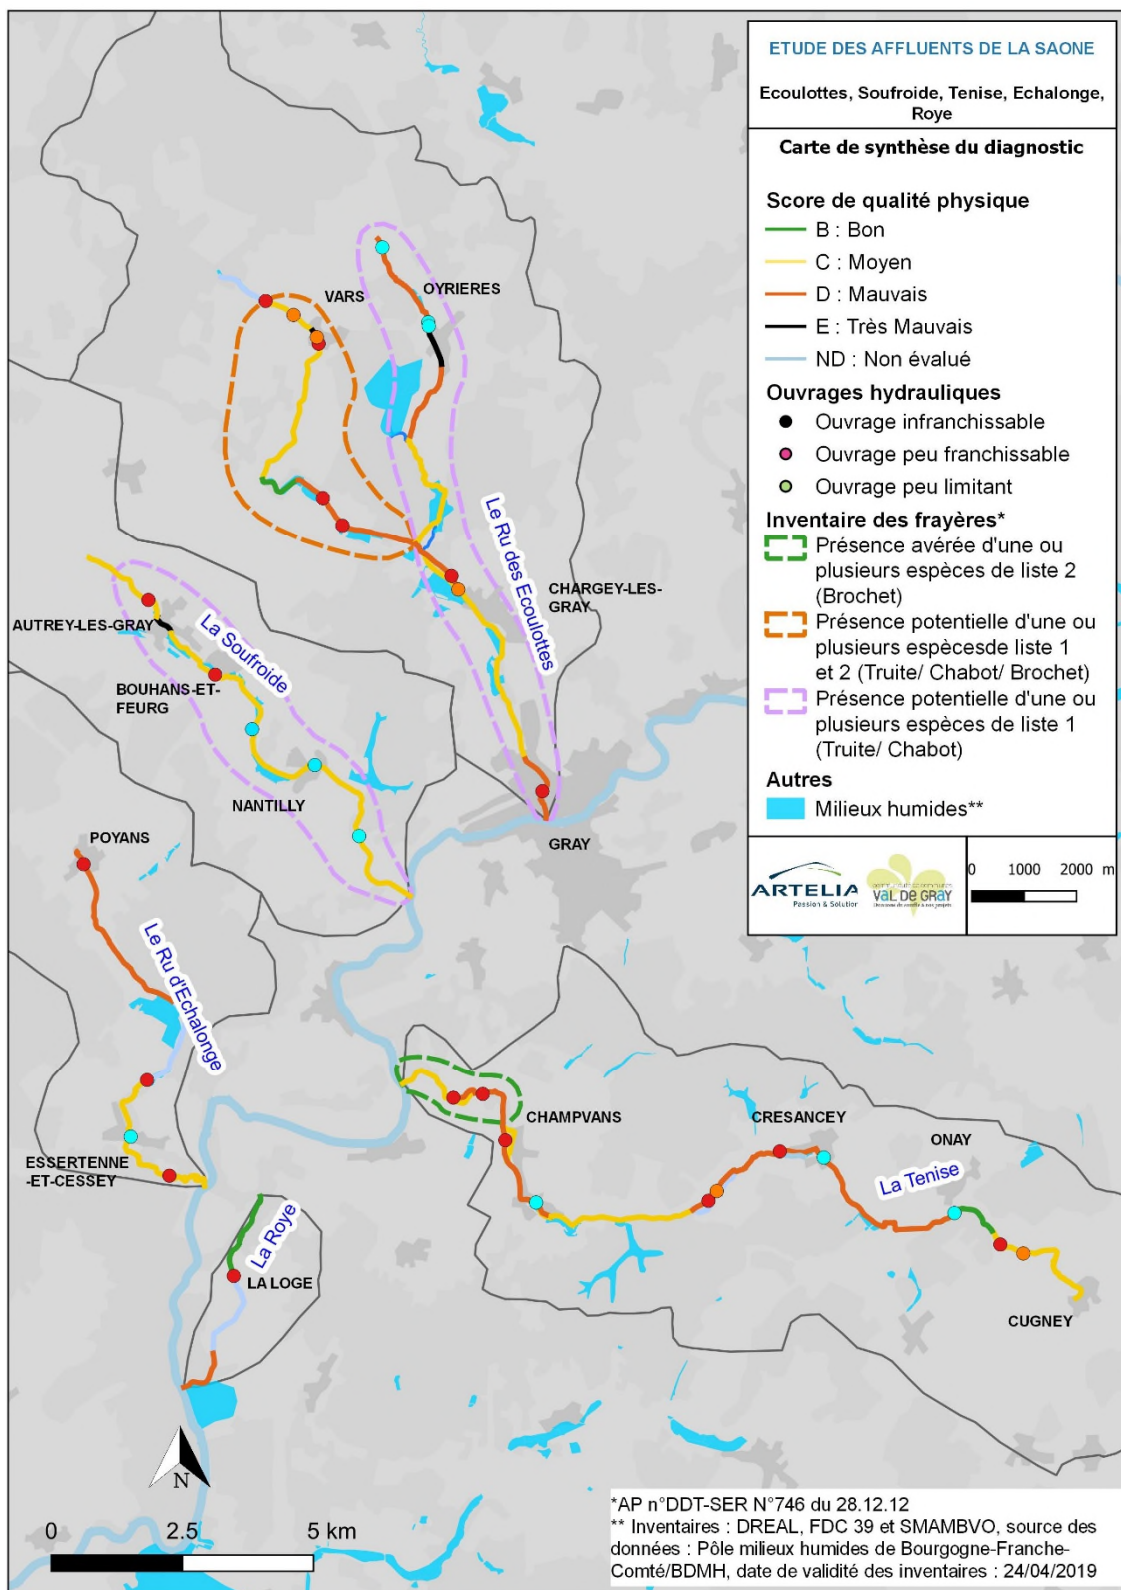 ETUDE DES AFFLUENTS DE LA SAONE
Ecoulottes, Soufroide, Tenise, Echalonge,
Roye
Carte de synthèse du diagnostic
Score de qualité physique
B : Bon
C : Moyen
D : Mauvais
E : Très Mauvais
ND : Non évalué
Ouvrages hydrauliques
Ouvrage infranchissable
Ouvrage peu franchissable
Ouvrage peu limitant
Inventaire des frayères*
Présence avérée d'une ou
plusieurs espèces de liste 2
(Brochet)
Présence potentielle d'une ou
plusieurs espècesde liste 1
et 2 (Truite/ Chabot/ Brochet)
Présence potentielle d'une ou
plusieurs espèces de liste 1
(Truite/ Chabot)
Autres
Milieux humides**
ARTELIA
Passion & Solutions
VAL DE GRAY
0 1000 2000 m
VARS
OYRIERES
Le Ru des Ecoulottes
CHARGEY-LES-
GRAY
AUTREY-LES-GRAY
La Soufroide
BOUHANS-ET-
FEURG
NANTILLY
GRAY
POYANS
Le Ru d'Echalonge
ESSERTENNE
-ET-CESSEY
CHAMPVANS
CRESANCEY
ONAY
La Tenise
CUGNEY
La Roye
LA LOGE
N
0 2.5 5 km
*AP n°DDT-SER N°746 du 28.12.12
** Inventaires : DREAL, FDC 39 et SMAMBVO, source des
données : Pôle milieux humides de Bourgogne-Franche-
Comté/BDMH, date de validité des inventaires : 24/04/2019